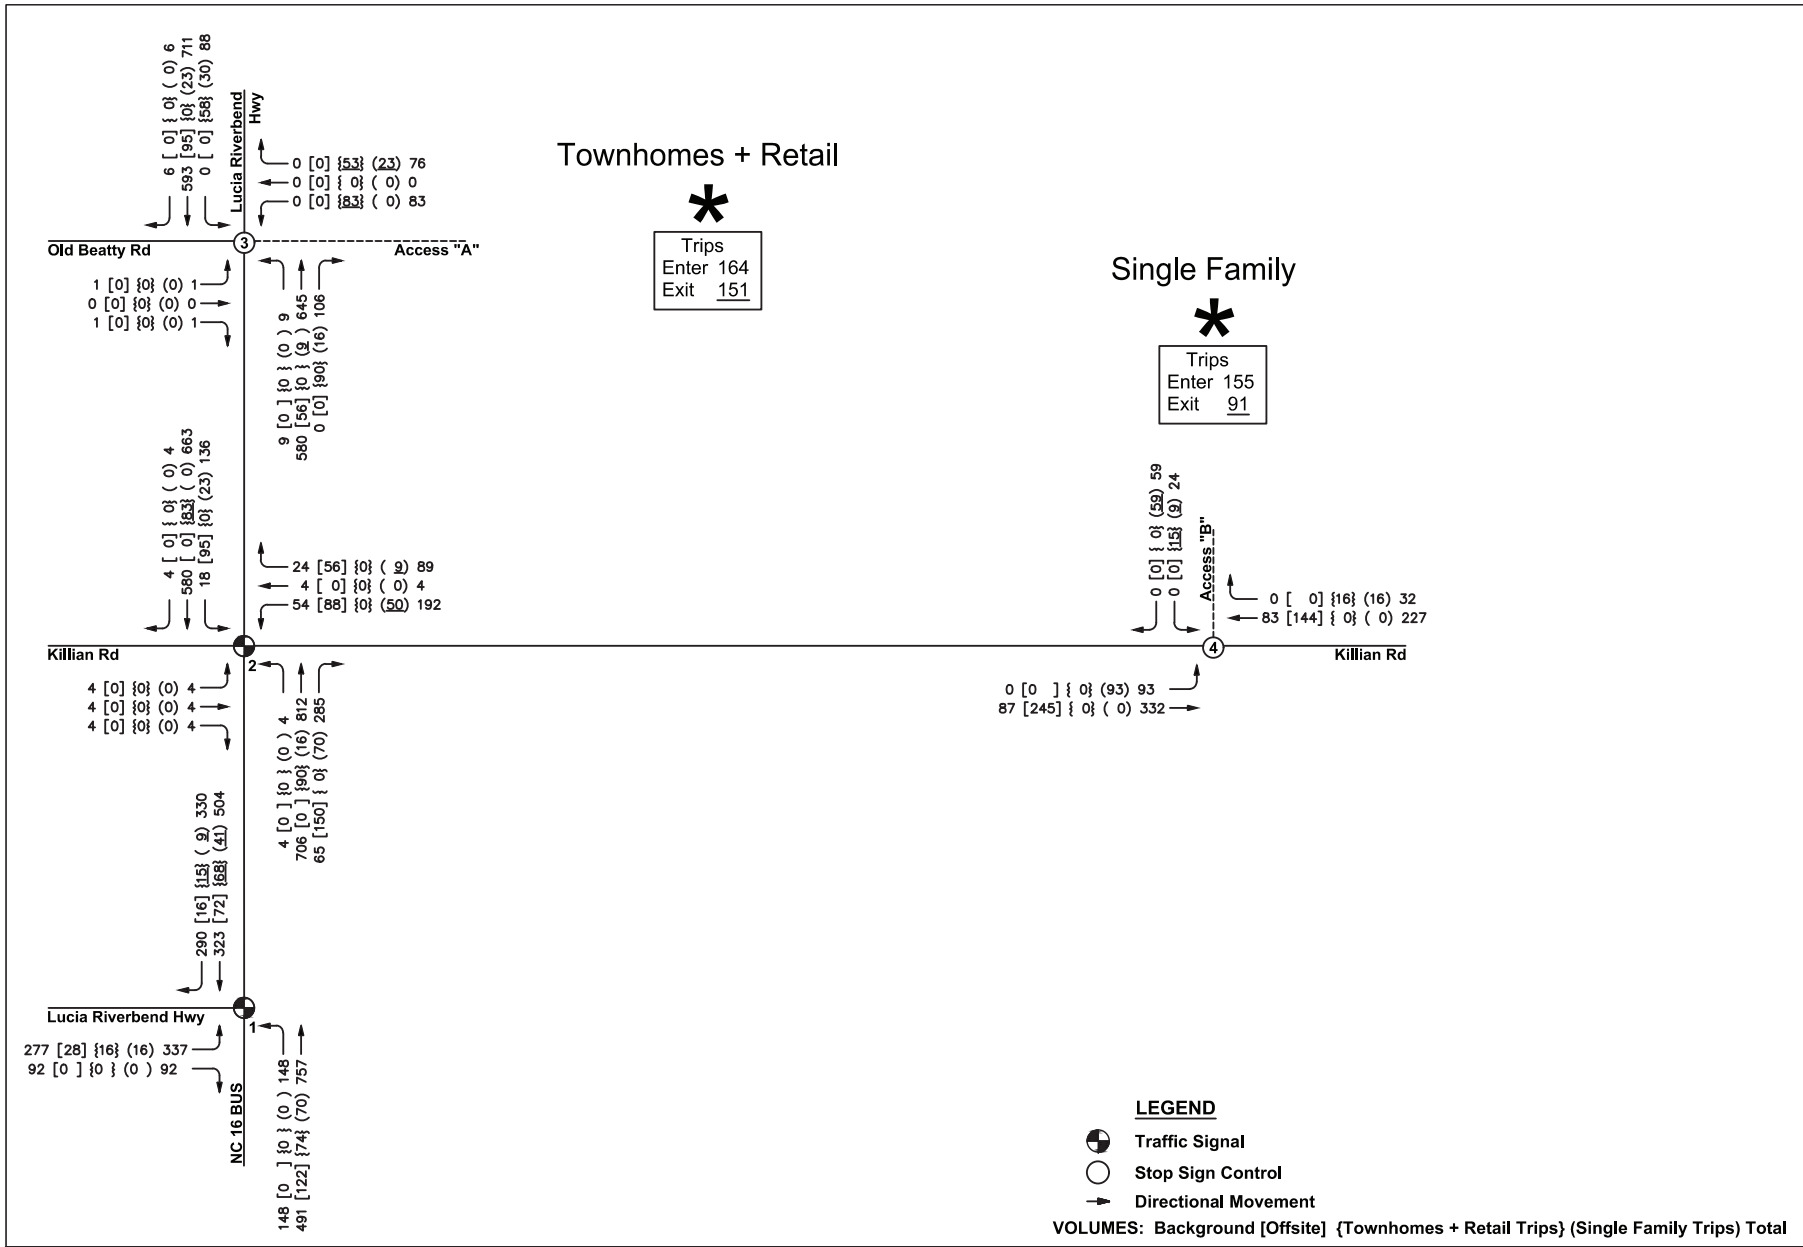 6 [ 0] { 0} ( 0) 6
593 [95] {0} (23) 711
0 [ 0] {58} (30) 88
Lucia Riverbend
Hwy
0 [0] {53} (23) 76
0 [0] { 0} ( 0) 0
0 [0] {83} ( 0) 83
Townhomes + Retail
*
Trips
Enter 164
Exit 151
Old Beatty Rd
3
Access "A"
Single Family
*
Trips
Enter 155
Exit 91
1 [0] {0} (0) 1
0 [0] {0} (0) 0
1 [0] {0} (0) 1
9 [0 ] {0 } (0 ) 9
580 [56] {0 } (9 ) 645
0 [0] {90} (16) 106
4 [ 0] { 0} ( 0) 4
580 [ 0] {83} ( 0) 663
18 [95] {0} (23) 136
24 [56] {0} ( 9) 89
4 [ 0] {0} ( 0) 4
54 [88] {0} (50) 192
0 [0] { 0} (59) 59
0 [0] {15} (9) 24
Access "B"
0 [ 0] {16} (16) 32
83 [144] { 0} ( 0) 227
Killian Rd
2
4
Killian Rd
4 [0] {0} (0) 4
4 [0] {0} (0) 4
4 [0] {0} (0) 4
0 [0 ] { 0} (93) 93
87 [245] { 0} ( 0) 332
4 [0 ] {0 } (0 ) 4
706 [0 ] {90} (16) 812
65 [150] { 0} (70) 285
290 [16] {15} ( 9) 330
323 [72] {68} (41) 504
Lucia Riverbend Hwy
1
277 [28] {16} (16) 337
92 [0 ] {0 } (0 ) 92
NC 16 BUS
148 [0 ] {0 } (0 ) 148
491 [122] {74} (70) 757
LEGEND
Traffic Signal
Stop Sign Control
Directional Movement
VOLUMES: Background [Offsite] {Townhomes + Retail Trips} (Single Family Trips) Total